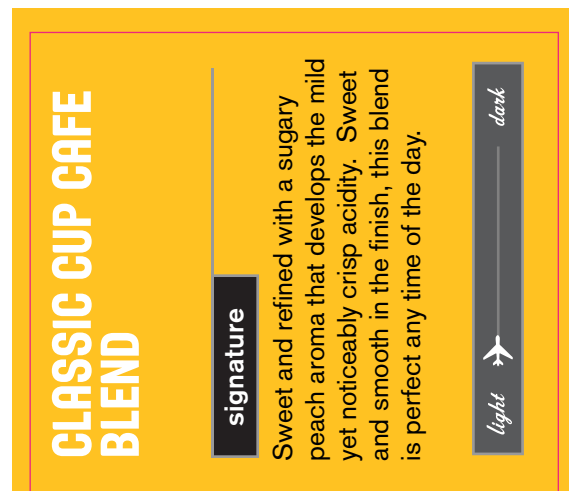 CLASSIC CUP CAFE
BLEND
signature
Sweet and refined with a sugary
peach aroma that develops the mild
yet noticeably crisp acidity.  Sweet
and smooth in the finish, this blend
is perfect any time of the day.
light
dark